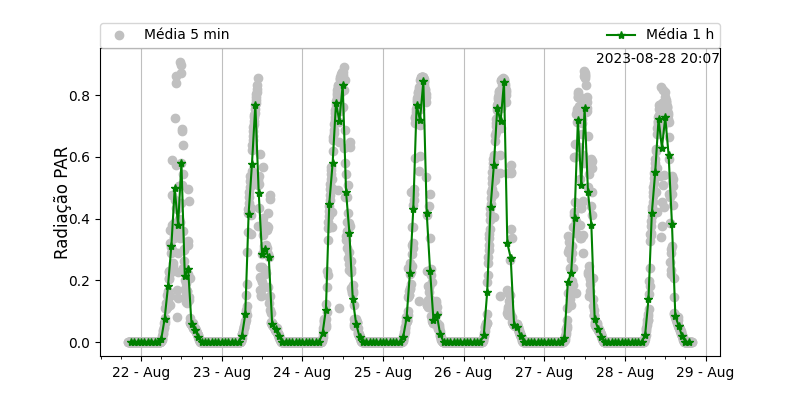 Média 5 min
Média 1 h
2023-08-28 20:07
Radiação PAR
0.8
0.6
0.4
0.2
0.0
22 - Aug
23 - Aug
24 - Aug
25 - Aug
26 - Aug
27 - Aug
28 - Aug
29 - Aug